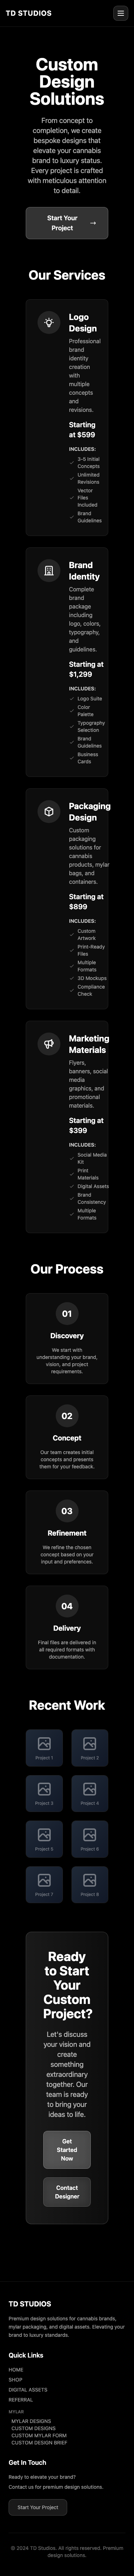 TD STUDIOS
Custom
Design
Solutions
From concept to
completion, we create
bespoke designs that
elevate your cannabis
brand to luxury status.
Every project is crafted
with meticulous attention
to detail.
Start Your
Project →
Our Services
Logo
Design
Professional
brand
identity
creation
with
multiple
concepts
and
revisions.
Starting
at $599
INCLUDES:
3-5 Initial
Concepts
Unlimited
Revisions
Vector
Files
Included
Brand
Guidelines
Brand
Identity
Complete
brand
package
including
logo, colors,
typography,
and
guidelines.
Starting at
$1,299
INCLUDES:
Logo Suite
Color
Palette
Typography
Selection
Brand
Guidelines
Business
Cards
Packaging
Design
Custom
packaging
solutions for
cannabis
products, mylar
bags, and
containers.
Starting at
$899
INCLUDES:
Custom
Artwork
Print-Ready
Files
Multiple
Formats
3D Mockups
Compliance
Check
Marketing
Materials
Flyers,
banners, social
media
graphics, and
promotional
materials.
Starting at
$399
INCLUDES:
Social Media
Kit
Print
Materials
Digital Assets
Brand
Consistency
Multiple
Formats
Our Process
01
Discovery
We start with
understanding your brand,
vision, and project
requirements.
02
Concept
Our team creates initial
concepts and presents
them for your feedback.
03
Refinement
We refine the chosen
concept based on your
input and preferences.
04
Delivery
Final files are delivered in
all required formats with
documentation.
Recent Work
Project 1
Project 2
Project 3
Project 4
Project 5
Project 6
Project 7
Project 8
Ready
to Start
Your
Custom
Project?
Let's discuss
your vision and
create
something
extraordinary
together. Our
team is ready
to bring your
ideas to life.
Get
Started
Now
Contact
Designer
TD STUDIOS
Premium design solutions for cannabis brands,
mylar packaging, and digital assets. Elevating your
brand to luxury standards.
Quick Links
HOME
SHOP
DIGITAL ASSETS
REFERRAL
MYLAR
MYLAR DESIGNS
CUSTOM DESIGNS
CUSTOM MYLAR FORM
CUSTOM DESIGN BRIEF
Get In Touch
Ready to elevate your brand?
Contact us for premium design solutions.
Start Your Project
© 2024 TD Studios. All rights reserved. Premium
design solutions.